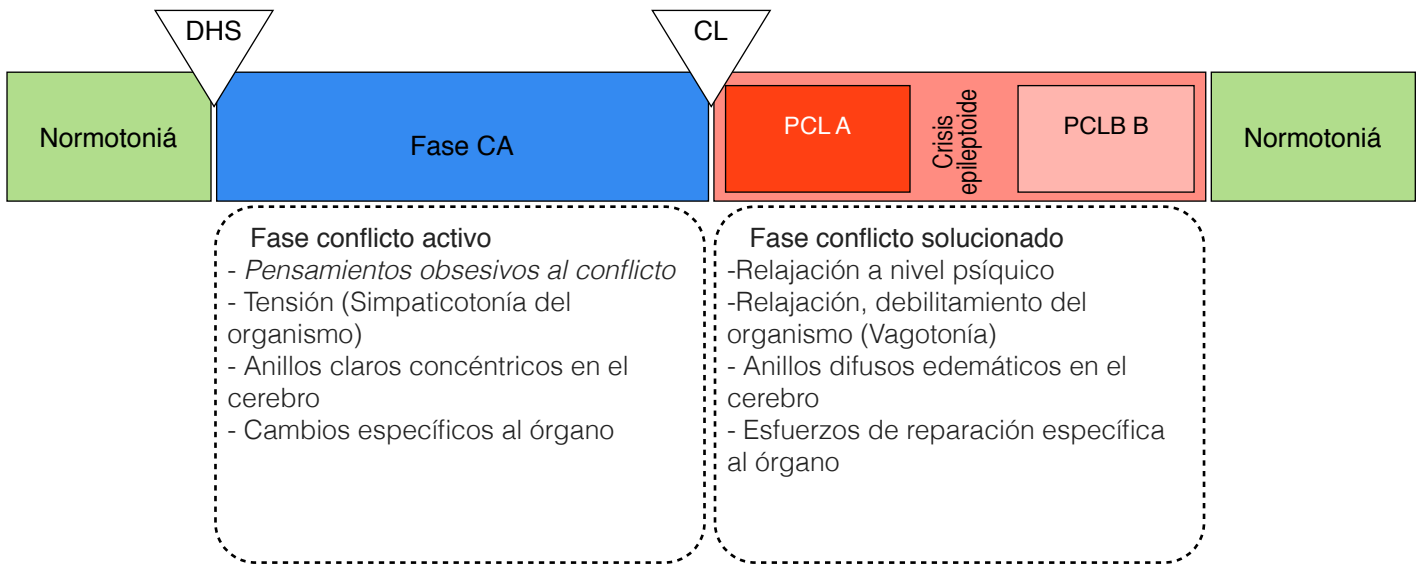 DHS
CL
Normotoniá
Fase CA
PCL A
Crisis
epileptoide
PCLB B
Normotoniá
Fase conflicto activo
- Pensamientos obsesivos al conflicto
- Tensión (Simpaticotonía del
organismo)
- Anillos claros concéntricos en el
cerebro
- Cambios específicos al órgano
Fase conflicto solucionado
-Relajación a nivel psíquico
-Relajación, debilitamiento del
organismo (Vagotonía)
- Anillos difusos edemáticos en el
cerebro
- Esfuerzos de reparación específica
al órgano